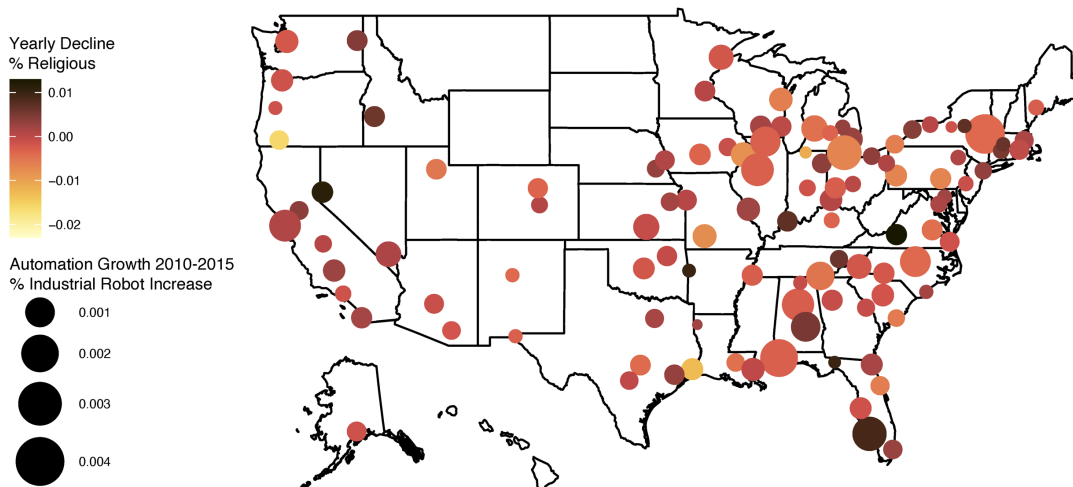 Yearly Decline
% Religious
0.01
0.00
−0.01
−0.02
Automation Growth 2010-2015
% Industrial Robot Increase
0.001
0.002
0.003
0.004